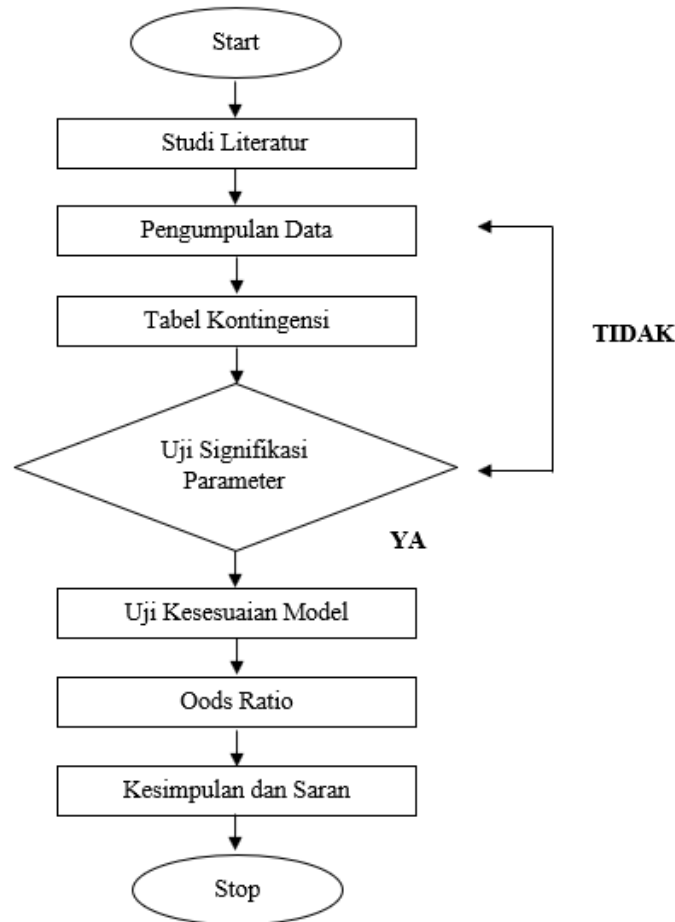 Start
Studi Literatur
Pengumpulan Data
Tabel Kontingensi
TIDAK
Uji Signifikasi
Parameter
YA
Uji Kesesuaian Model
Oods Ratio
Kesimpulan dan Saran
Stop